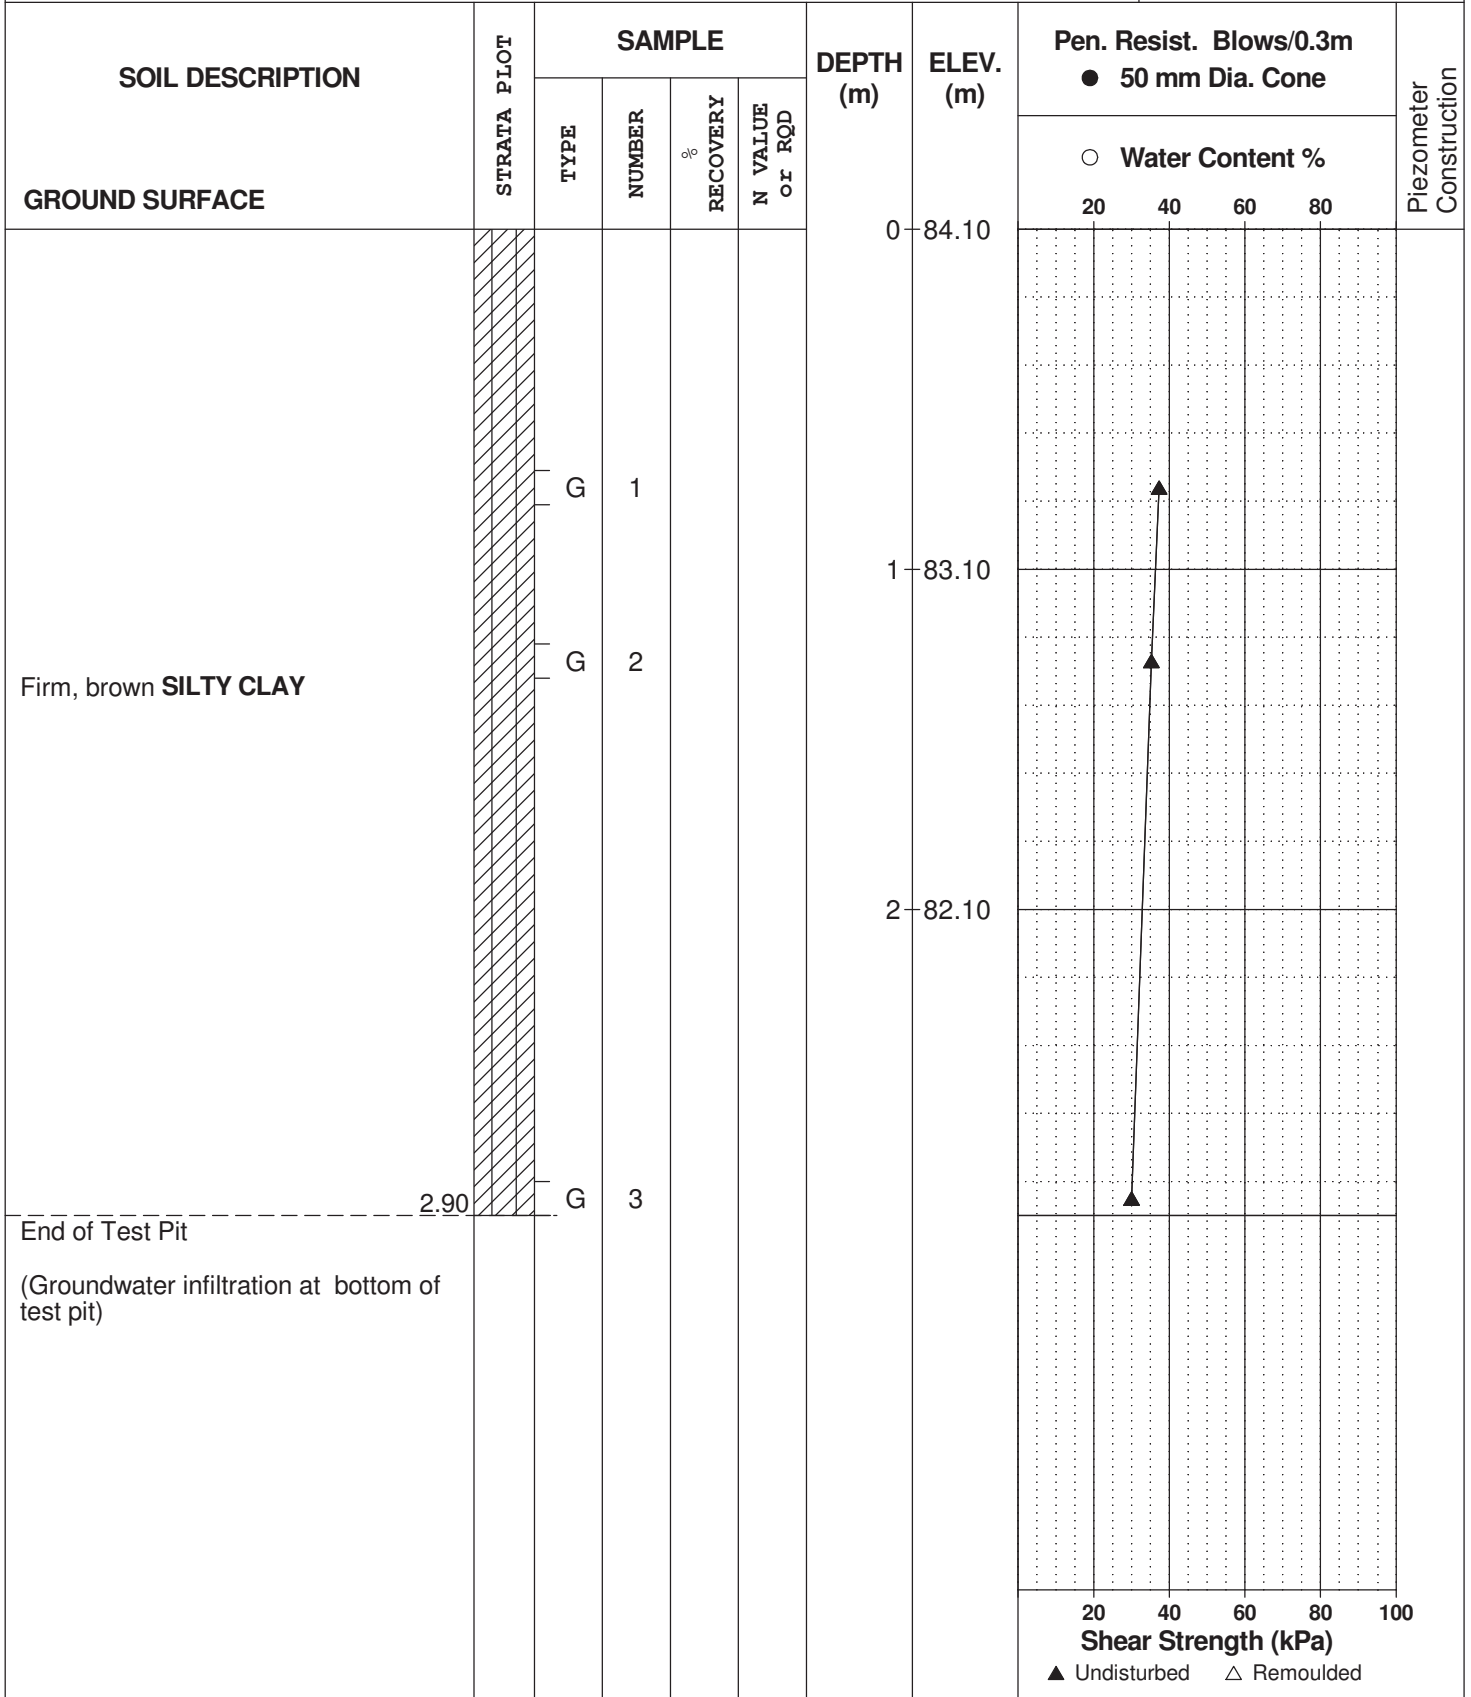 SOIL DESCRIPTION
GROUND SURFACE
STRATA PLOT
SAMPLE
TYPE
NUMBER
%
RECOVERY
N VALUE
or RQD
DEPTH
(m)
ELEV.
(m)
Pen. Resist. Blows/0.3m
● 50 mm Dia. Cone
○ Water Content %
20 40 60 80
Piezometer
Construction
0 84.10
G 1
1 83.10
G 2
Firm, brown SILTY CLAY
2 82.10
G 3
2.90
End of Test Pit
(Groundwater infiltration at bottom of
test pit)
20 40 60 80 100
Shear Strength (kPa)
▲ Undisturbed △ Remoulded